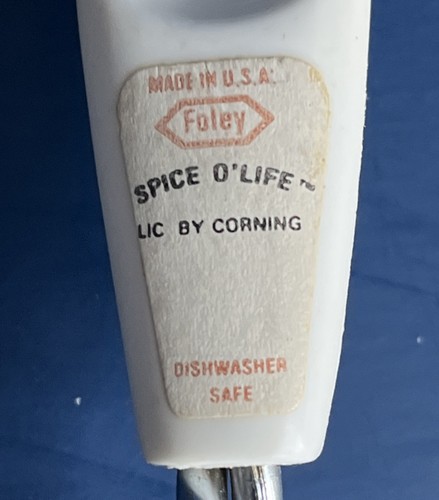 MADE IN U.S.A.
Foley
SPICE O'LIFE™
LIC BY CORNING
DISHWASHER
SAFE